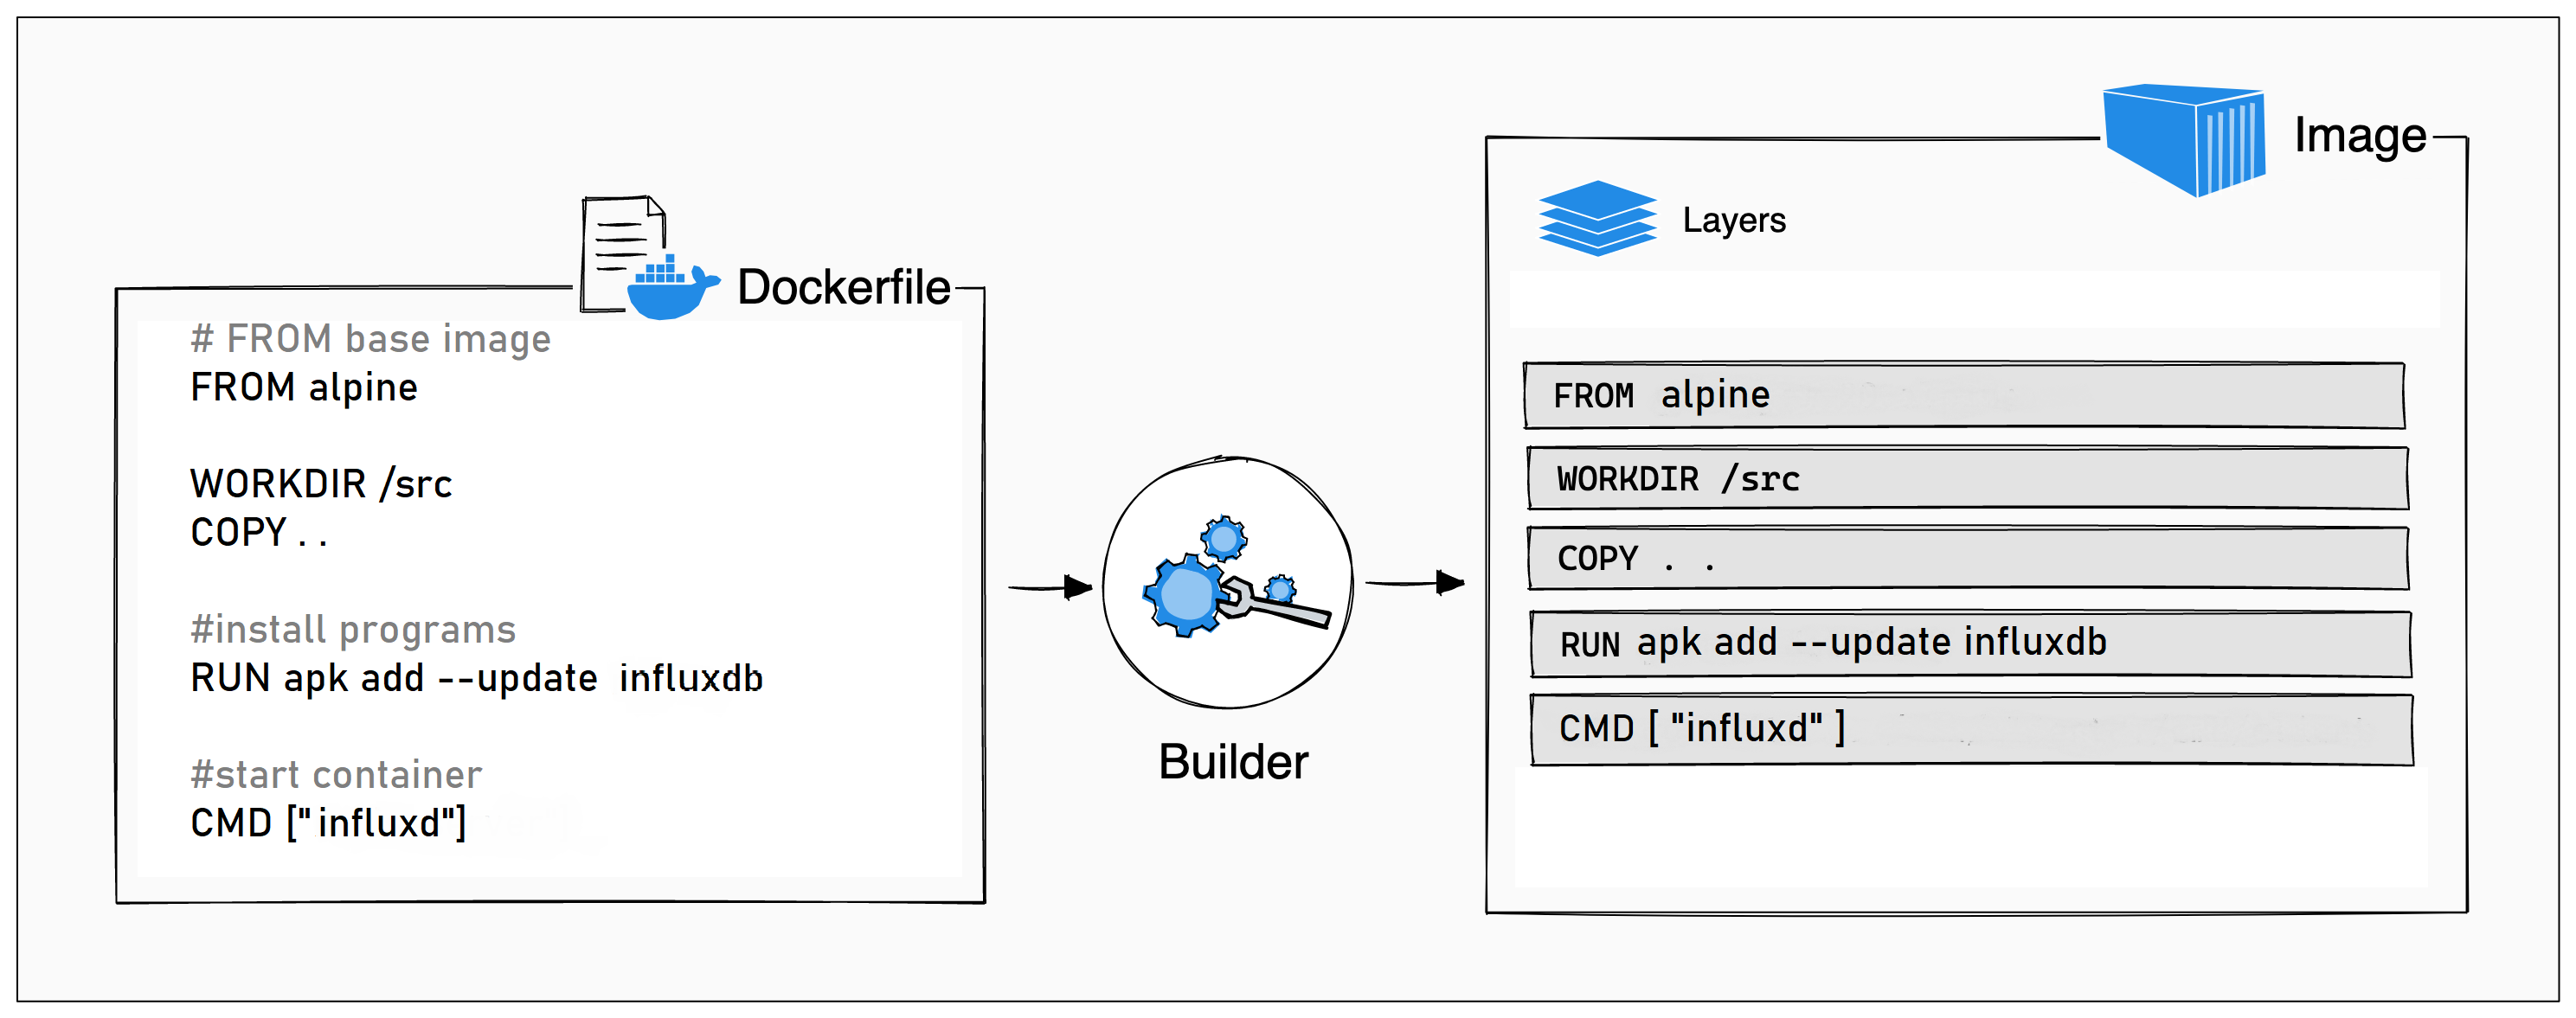 Dockerfile
# FROM base image
FROM alpine
WORKDIR /src
COPY . .
#install programs
RUN apk add --update influxdb
#start container
CMD ["influxd"]
Builder
Image
Layers
FROM alpine
WORKDIR /src
COPY . .
RUN apk add --update influxdb
CMD [ "influxd" ]